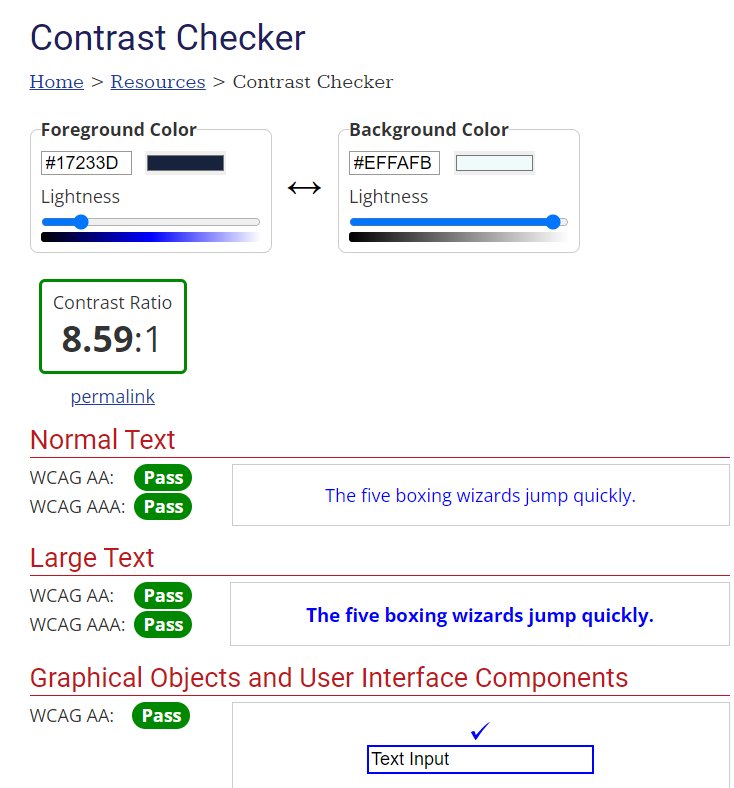 Contrast Checker
Home > Resources > Contrast Checker
Foreground Color
#17233D
Lightness
↔
Background Color
#EFFAFB
Lightness
Contrast Ratio
8.59:1
permalink
Normal Text
WCAG AA: Pass
WCAG AAA: Pass
The five boxing wizards jump quickly.
Large Text
WCAG AA: Pass
WCAG AAA: Pass
The five boxing wizards jump quickly.
Graphical Objects and User Interface Components
WCAG AA: Pass
✓
Text Input